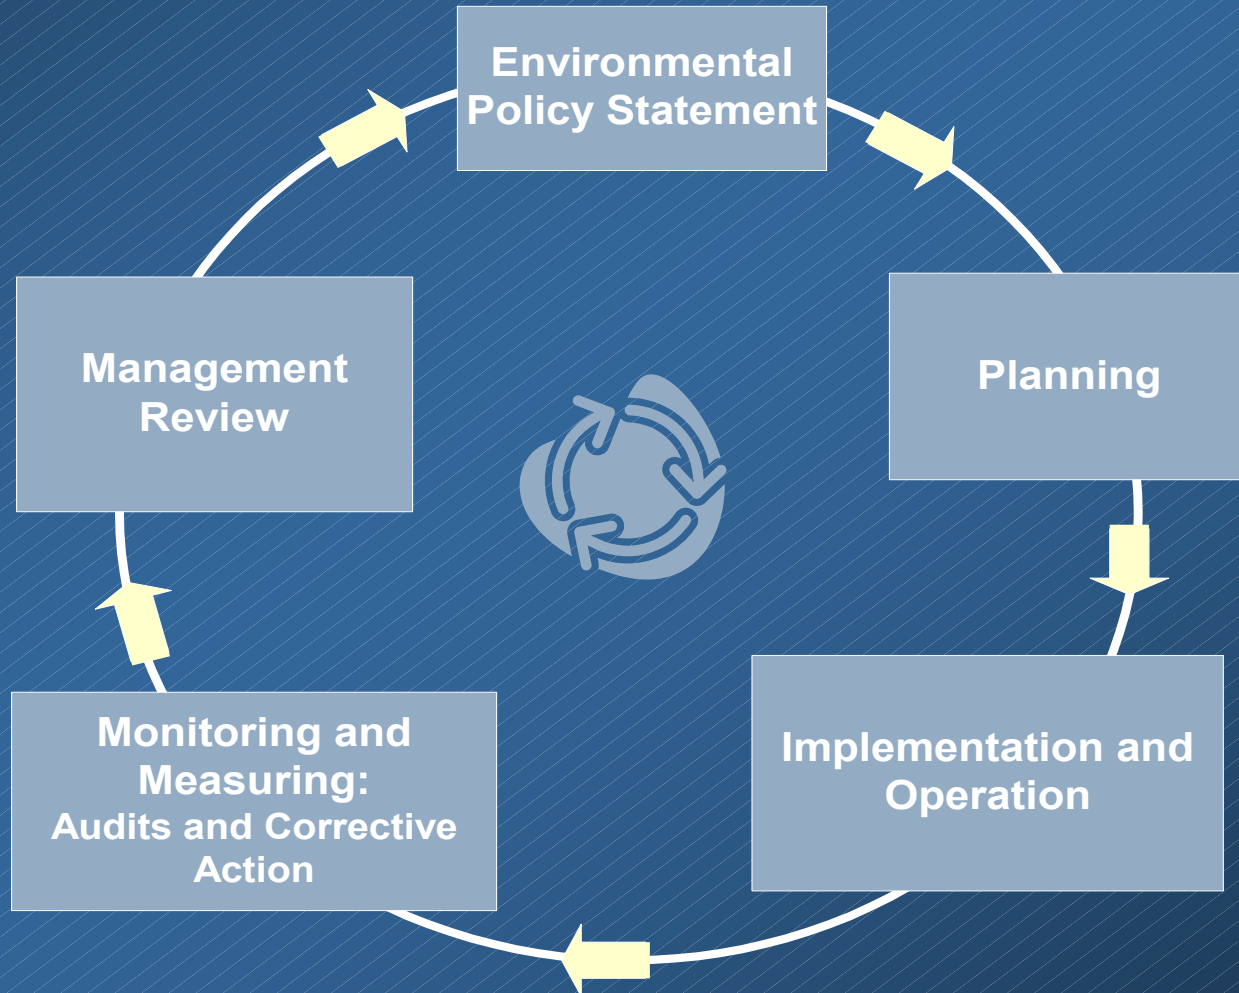 Environmental
Policy Statement
Planning
Implementation and
Operation
Monitoring and
Measuring:
Audits and Corrective
Action
Management
Review